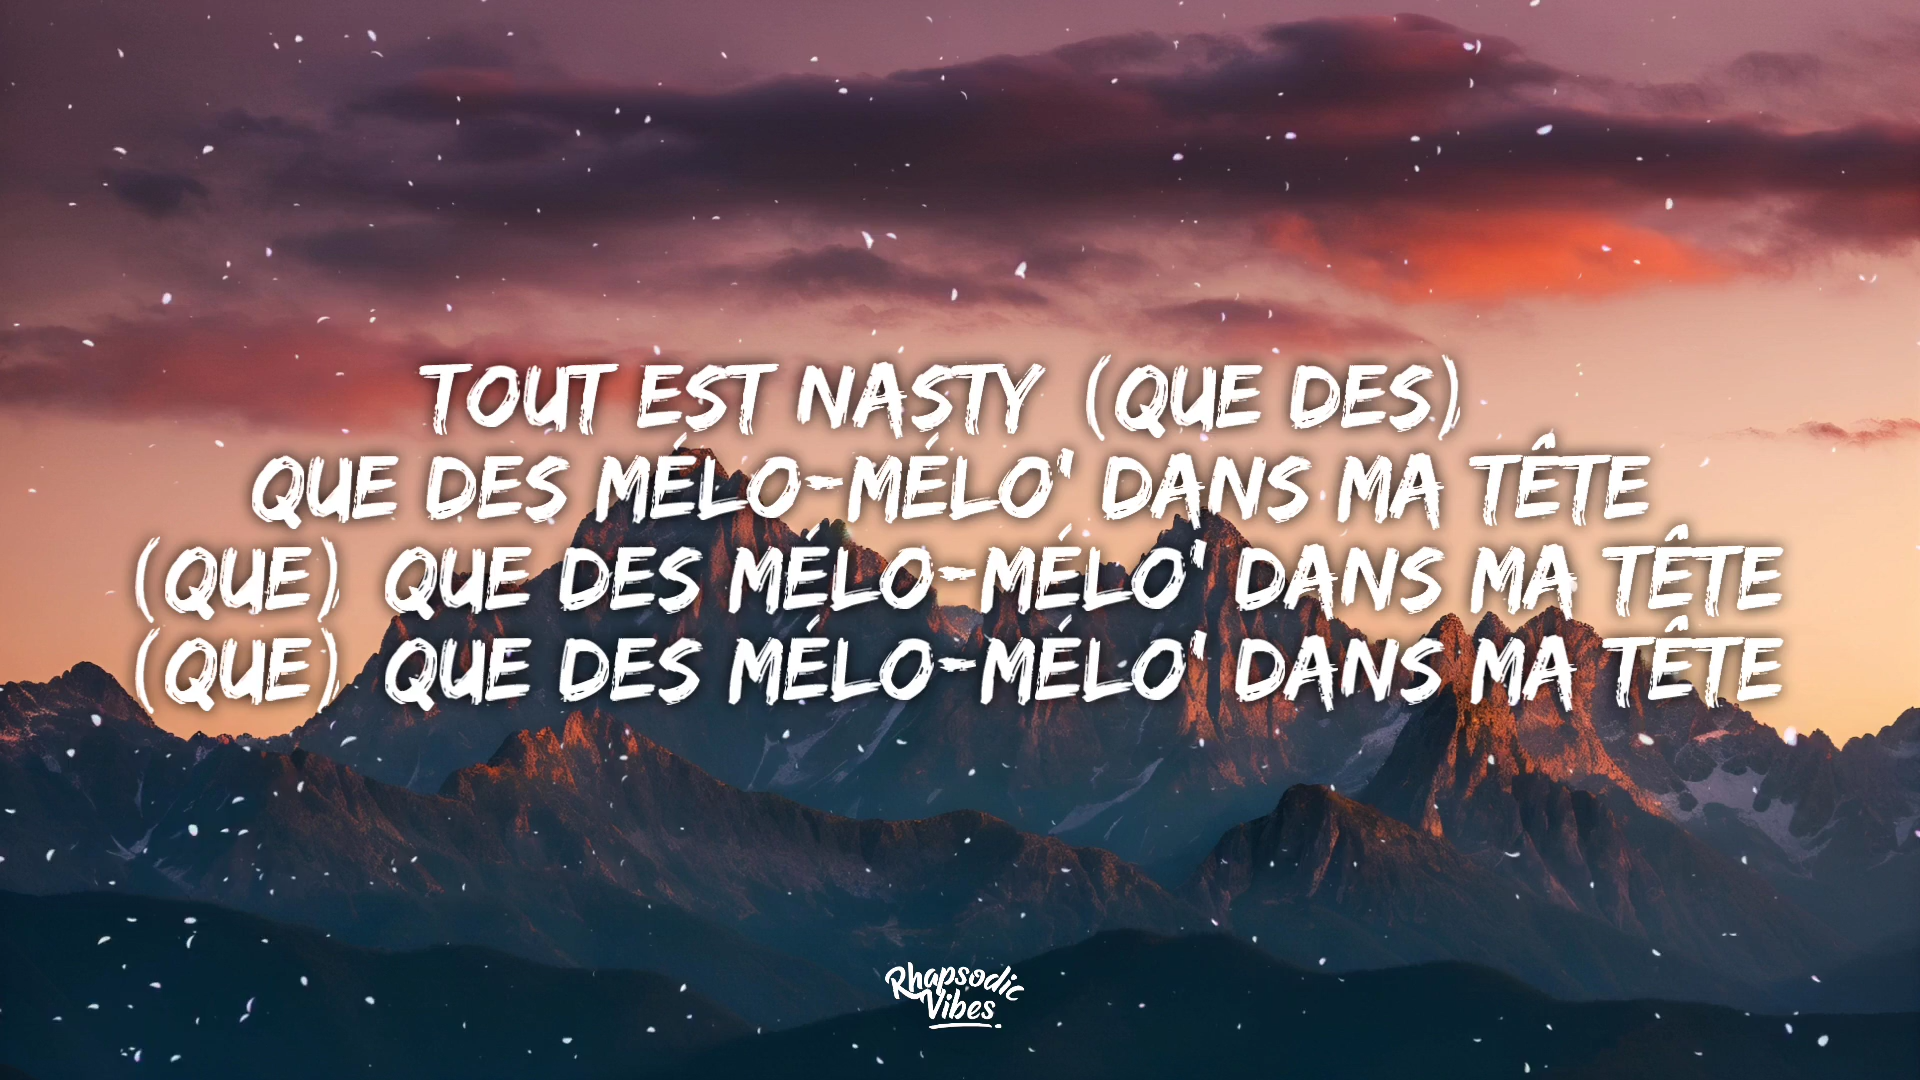 TOUT EST NASTY (QUE DES)
QUE DES MÉLO-MÉLO' DANS MA TÊTE
(QUE) QUE DES MÉLO-MÉLO' DANS MA TÊTE
(QUE) QUE DES MÉLO-MÉLO' DANS MA TÊTE
Rhapsodic
Vibes